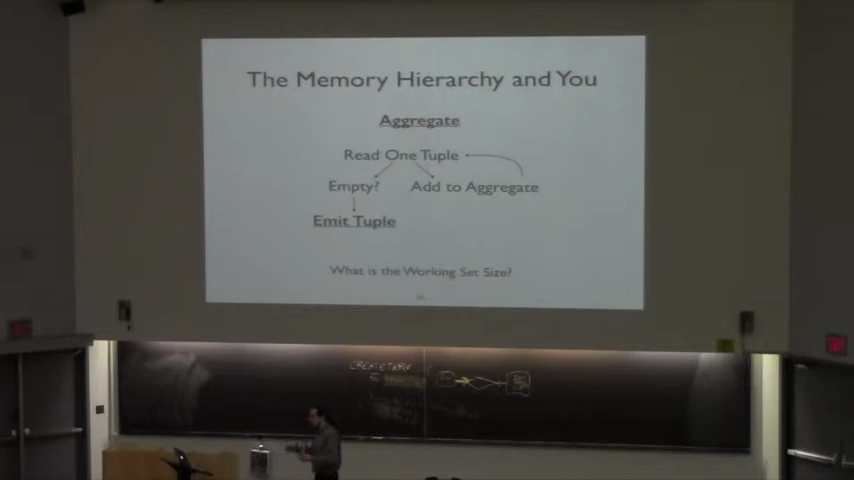 The Memory Hierarchy and You
Aggregate
Read One Tuple
Empty? Add to Aggregate
Emit Tuple
What is the Working Set Size?
CREATE TABLE